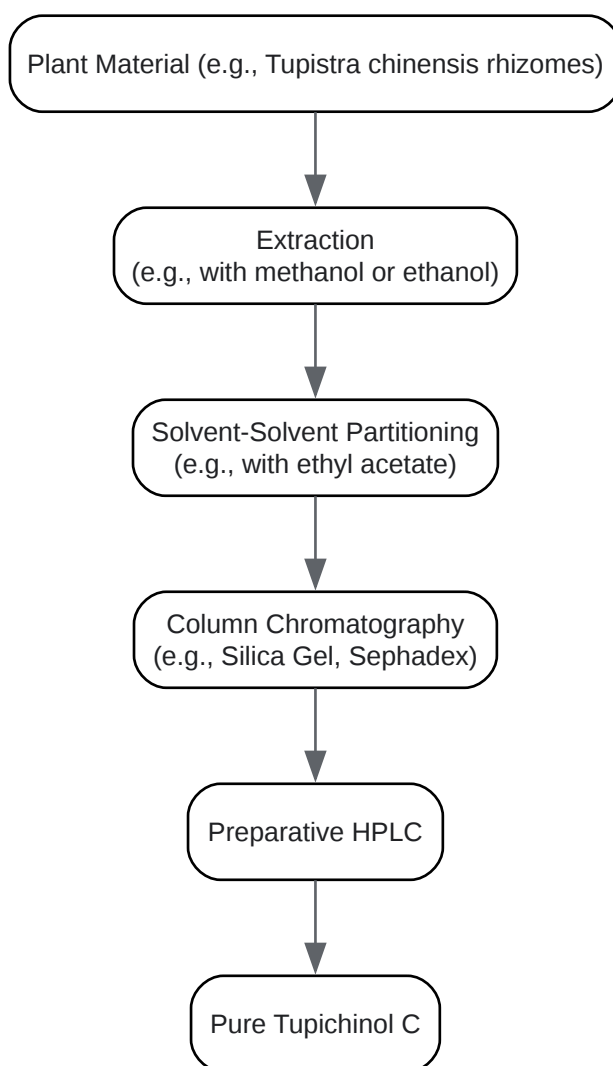 Plant Material (e.g., Tupistra chinensis rhizomes)
Extraction
(e.g., with methanol or ethanol)
Solvent-Solvent Partitioning
(e.g., with ethyl acetate)
Column Chromatography
(e.g., Silica Gel, Sephadex)
Preparative HPLC
Pure Tupichinol C